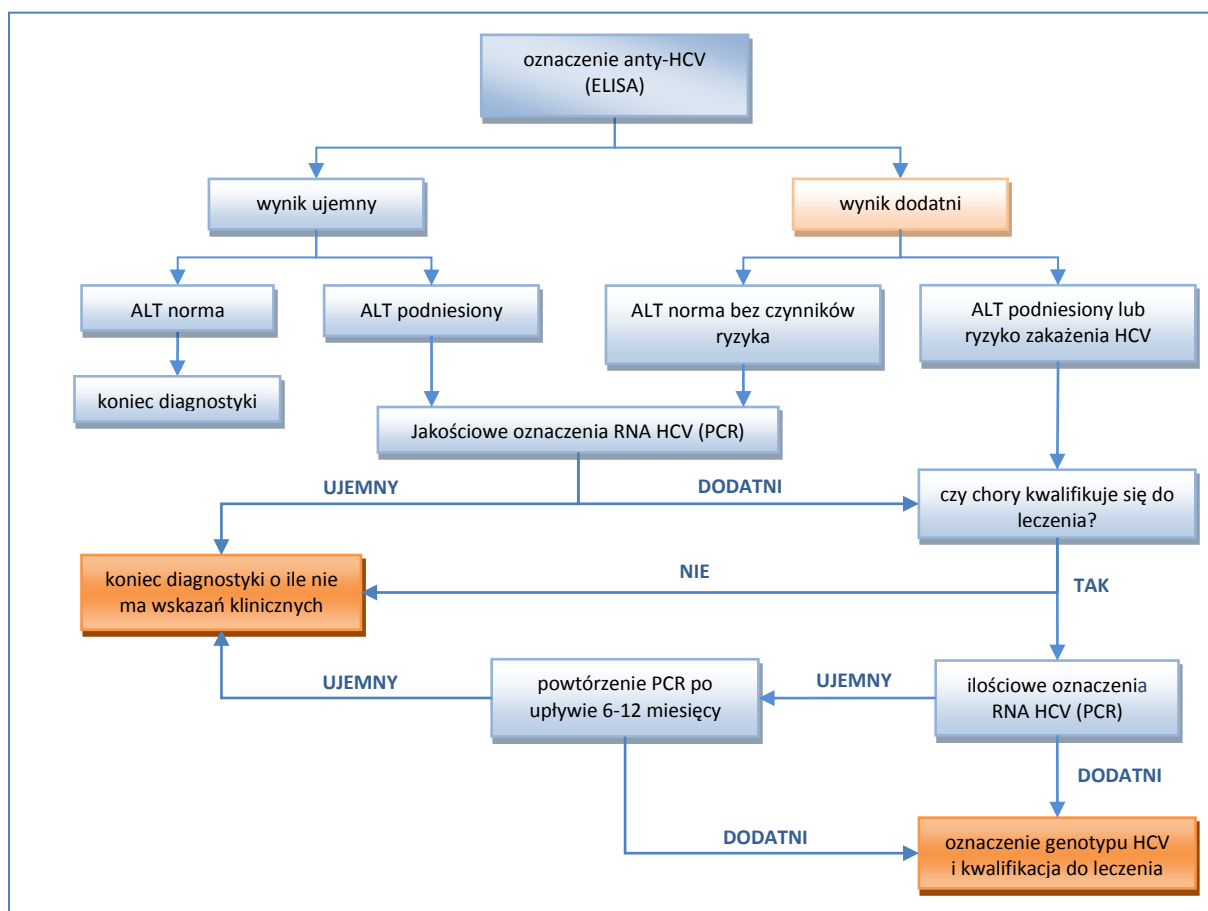 oznaczenie anty-HCV
(ELISA)
wynik ujemny
wynik dodatni
ALT norma
ALT podniesiony
ALT norma bez czynników
ryzyka
ALT podniesiony lub
ryzyko zakażenia HCV
koniec diagnostyki
Jakościowe oznaczenia RNA HCV (PCR)
UJEMNY
DODATNI
czy chory kwalifikuje się do
leczenia?
koniec diagnostyki o ile nie
ma wskazań klinicznych
NIE
TAK
UJEMNY
powtórzenie PCR po
upływie 6-12 miesięcy
UJEMNY
ilościowe oznaczenia
RNA HCV (PCR)
DODATNI
DODATNI
oznaczenie genotypu HCV
i kwalifikacja do leczenia